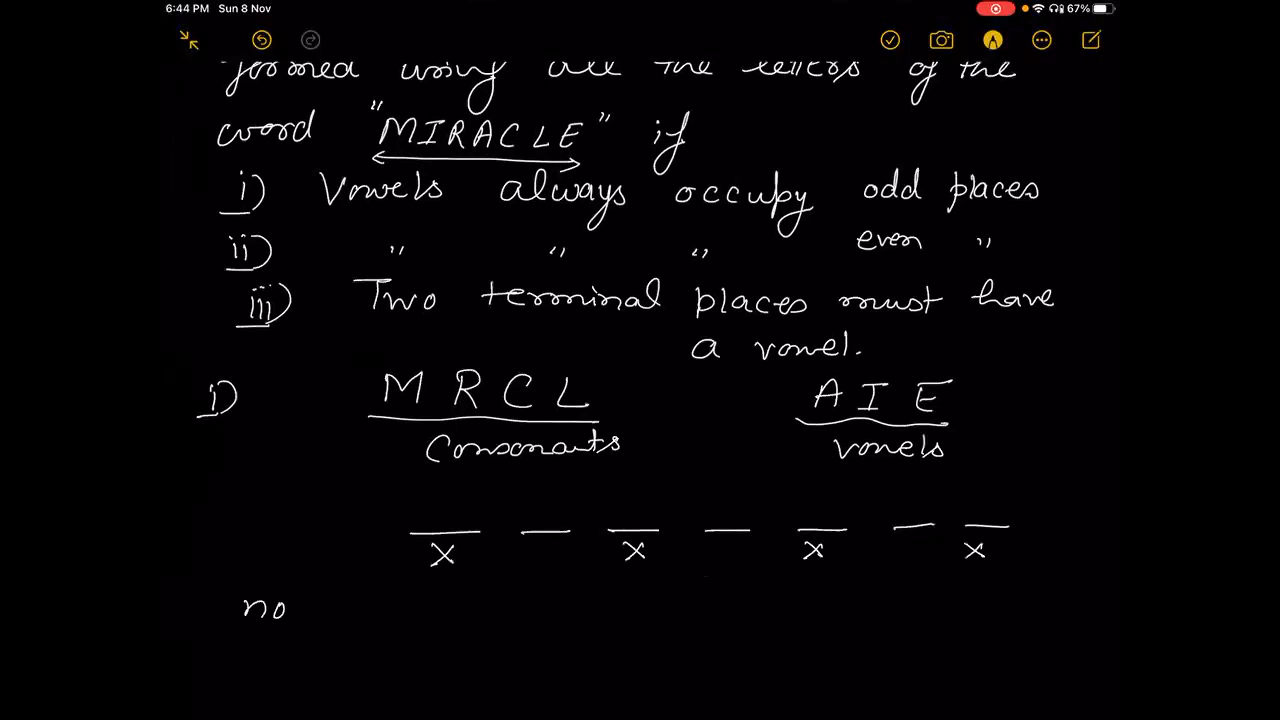 6:44 PM Sun 8 Nov 67%
formed using all the letters of the
word "MIRACLE" if
i) Vowels always occupy odd places
ii) " " " even "
iii) Two terminal places must have
a vowel.
1) M R C L A I E
Consonants Vowels
x x x x
no